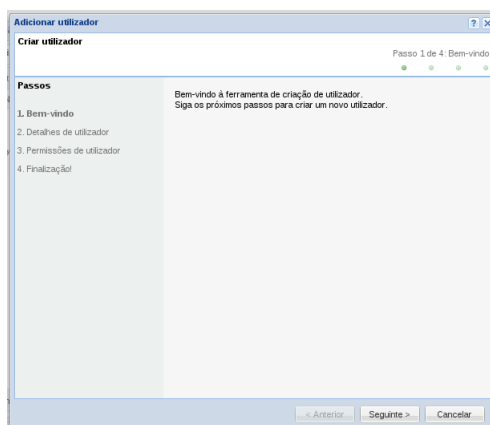 Adicionar utilizador
Criar utilizador
Passo 1 de 4: Bem-vindo
Passos
1. Bem-vindo
2. Detalhes de utilizador
3. Permissões de utilizador
4. Finalização!
Bem-vindo à ferramenta de criação de utilizador.
Siga os próximos passos para criar um novo utilizador.
< Anterior
Seguinte >
Cancelar